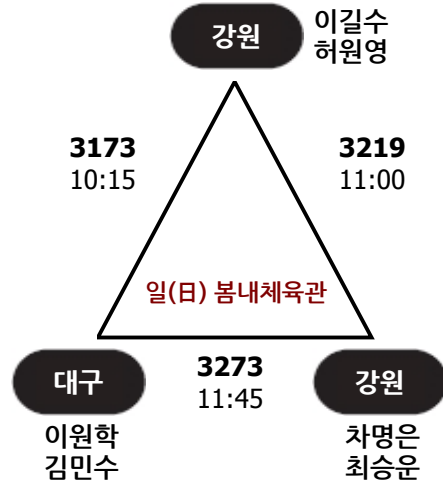 강원
이길수
허원영
3173
10:15
3219
11:00
일(日) 봄내체육관
대구
3273
11:45
강원
이원학
김민수
차명은
최승운